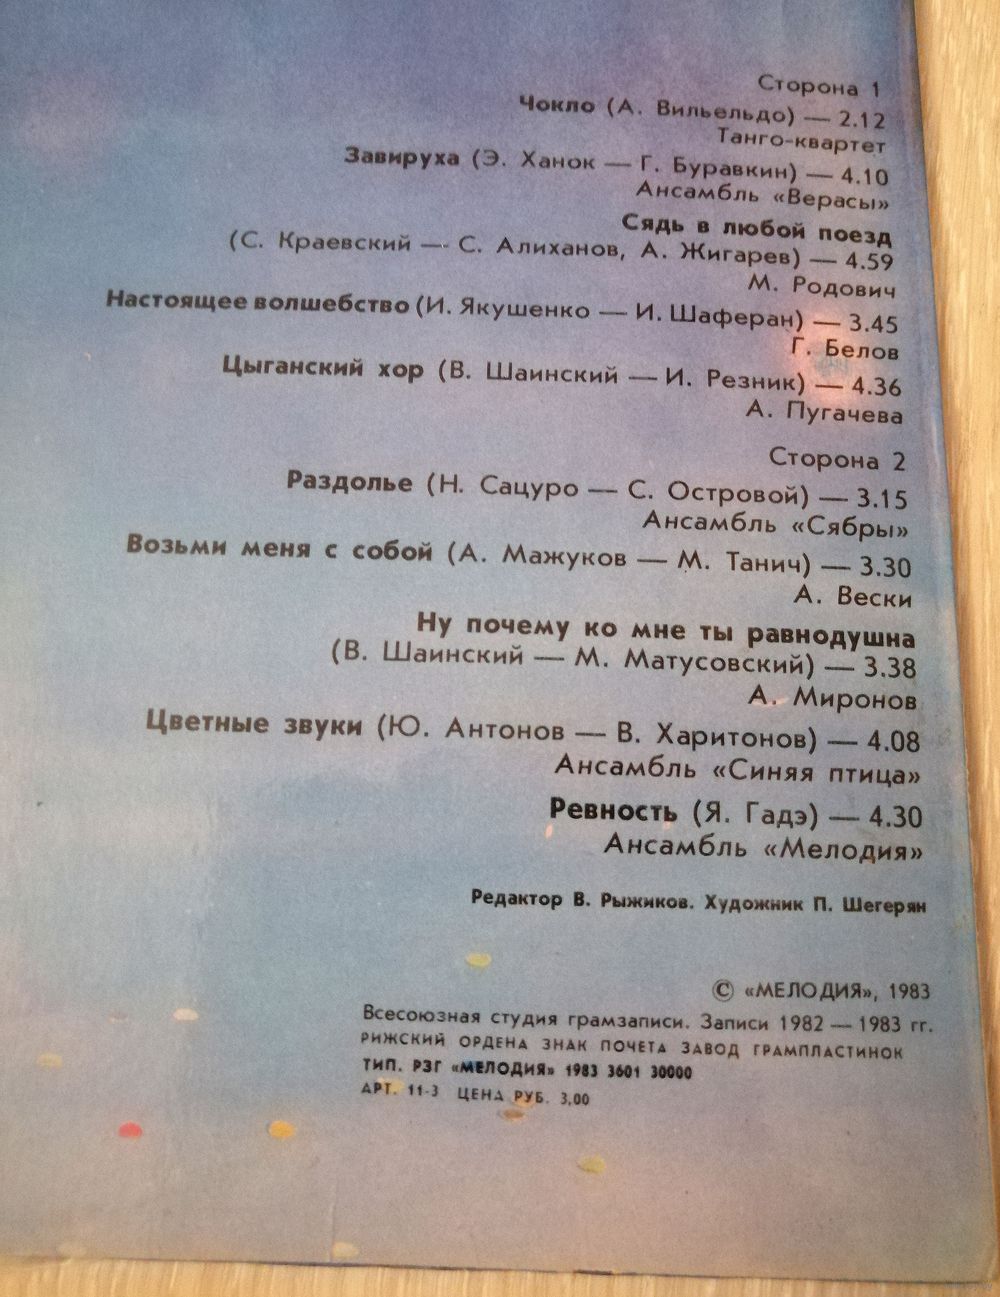 Сторона 1
Чокло (А. Вильельдо) — 2.12
Танго-квартет
Завируха (Э. Ханок — Г. Буравкин) — 4.10
Ансамбль «Верасы»
Сядь в любой поезд
(С. Краевский — С. Алиханов, А. Жигарев) — 4.59
М. Родович
Настоящее волшебство (И. Якушенко — И. Шаферан) — 3.45
Г. Белов
Цыганский хор (В. Шаинский — И. Резник) — 4.36
А. Пугачева
Сторона 2
Раздолье (Н. Сацуро — С. Островой) — 3.15
Ансамбль «Сябры»
Возьми меня с собой (А. Мажуков — М. Танич) — 3.30
А. Вески
Ну почему ко мне ты равнодушна
(В. Шаинский — М. Матусовский) — 3.38
А. Миронов
Цветные звуки (Ю. Антонов — В. Харитонов) — 4.08
Ансамбль «Синяя птица»
Ревность (Я. Гадэ) — 4.30
Ансамбль «Мелодия»
Редактор В. Рыжиков. Художник П. Шегерян
© «МЕЛОДИЯ», 1983
Всесоюзная студия грамзаписи. Записи 1982 — 1983 гг.
РИЖСКИЙ ОРДЕНА ЗНАК ПОЧЕТА ЗАВОД ГРАМПЛАСТИНОК
ТИП. РЗГ «МЕЛОДИЯ» 1983 3601 30000
АРТ. 11-3 ЦЕНА РУБ. 3,00